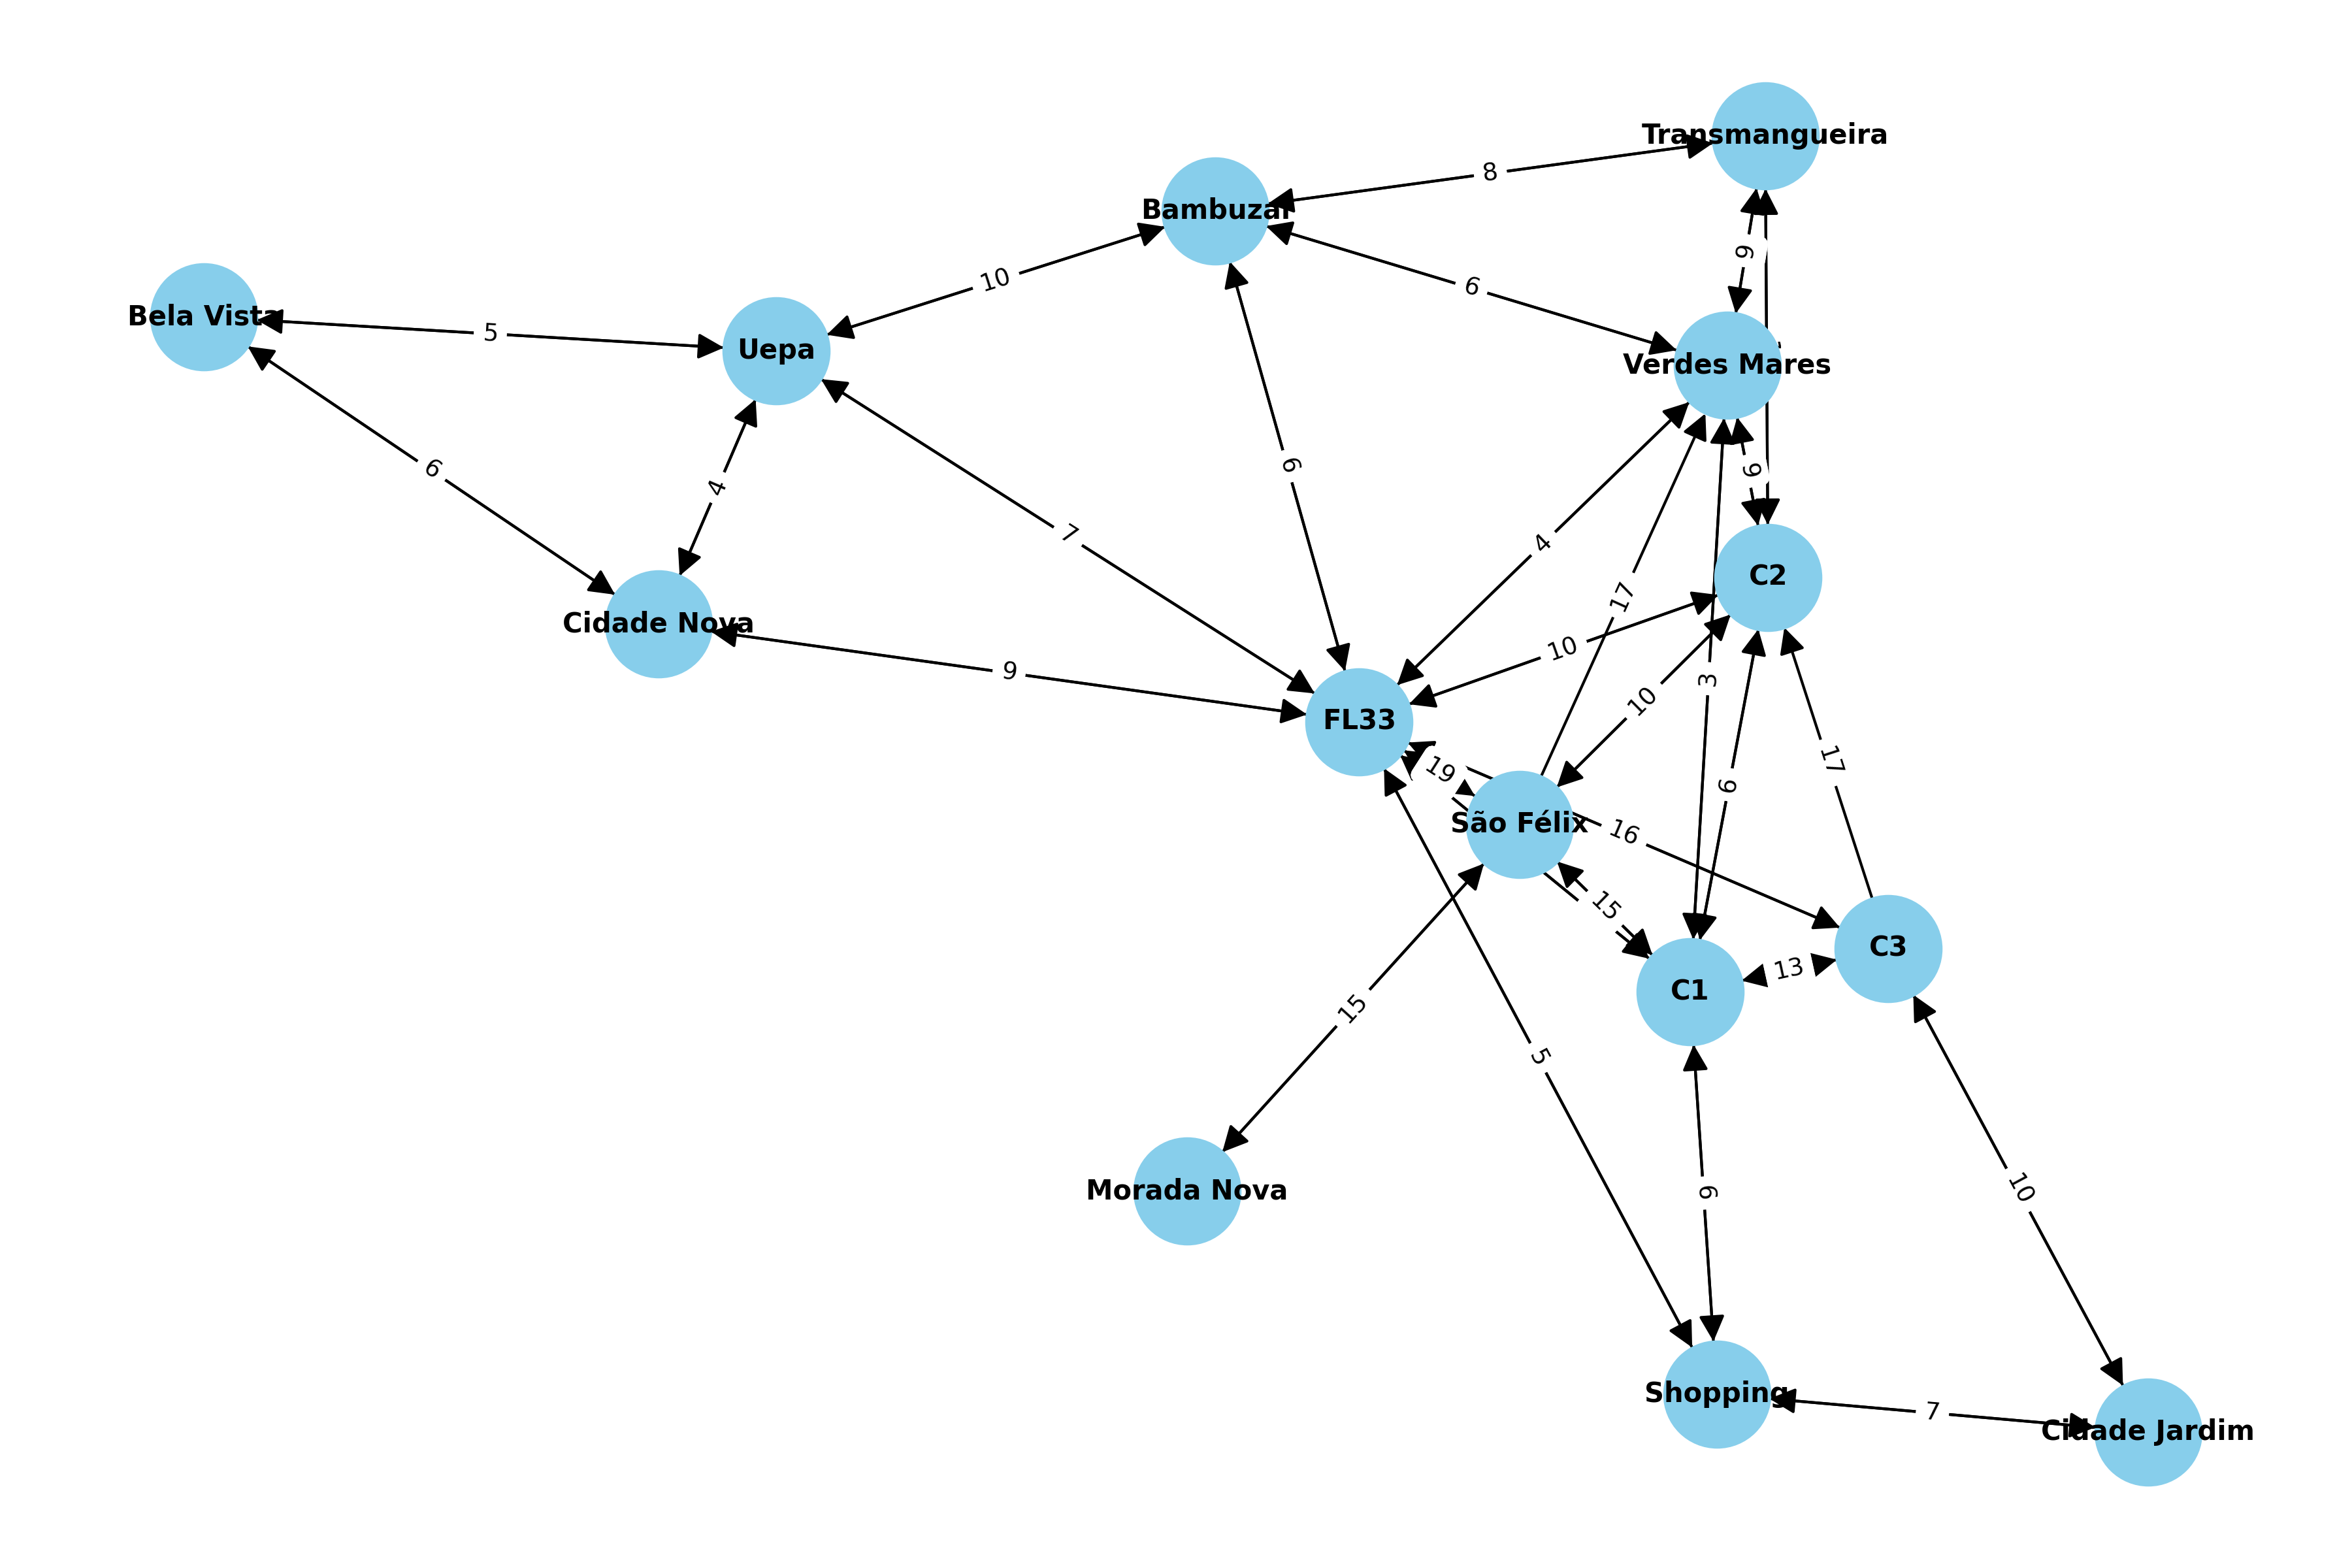 Transmangueira
8
Bambuzal
9
10
6
Bela Vista
5
Uepa
Verdes Mares
6
6
9
4
7
4
C2
17
Cidade Nova
10
9
3
10
FL33
17
19
6
São Félix
16
15
C3
13
C1
15
5
Morada Nova
6
10
Shopping
7
Cidade Jardim